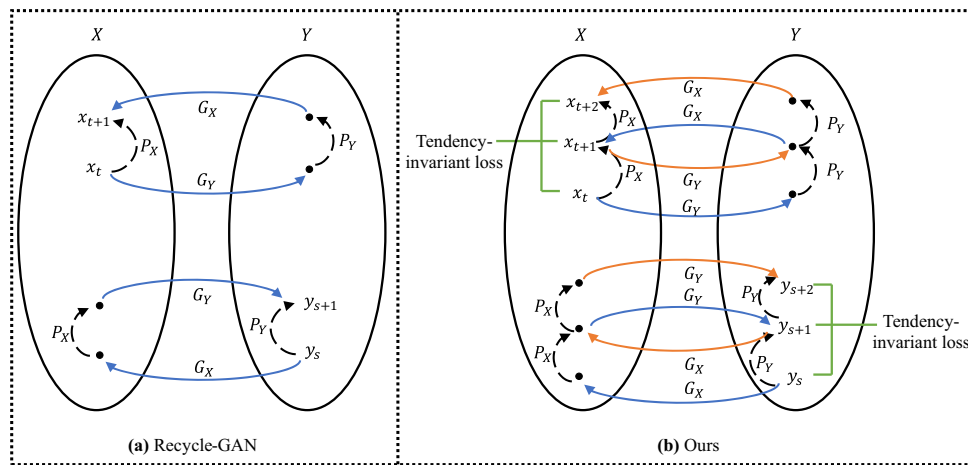 X
Y
G_X
x_{t+1}
P_X
P_Y
x_t
G_Y
G_Y
y_{s+1}
P_X
P_Y
y_s
G_X
(a) Recycle-GAN
X
Y
G_X
x_{t+2}
G_X
P_X
P_Y
Tendency-
invariant loss
x_{t+1}
G_Y
P_X
P_Y
x_t
G_Y
G_Y
y_{s+2}
G_Y
P_X
P_Y
y_{s+1}
Tendency-
invariant loss
P_X
G_X
P_Y
y_s
G_X
(b) Ours